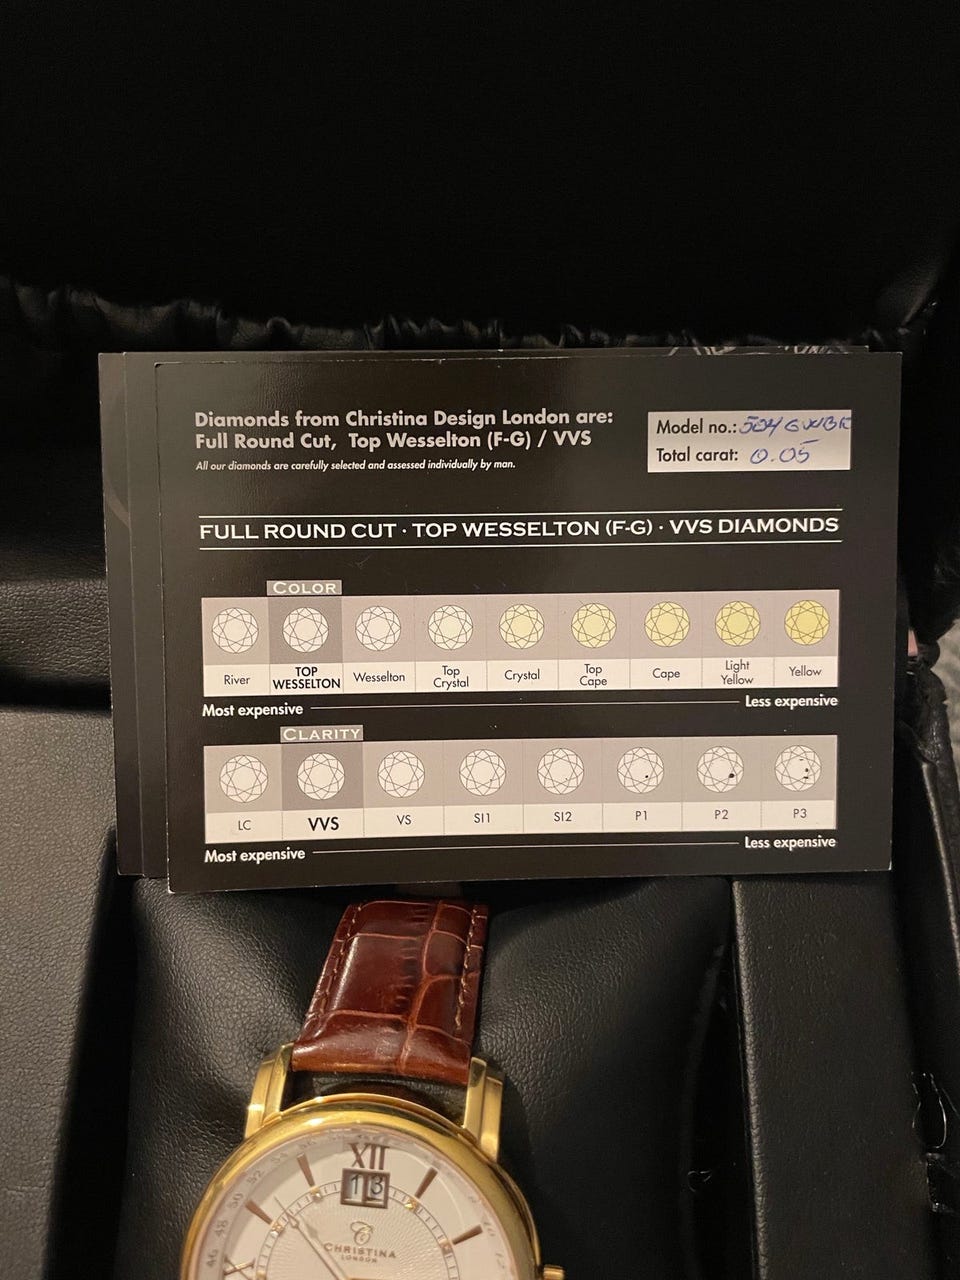 Diamonds from Christina Design London are:
Full Round Cut, Top Wesselton (F-G) / VVS
All our diamonds are carefully selected and assessed individually by man.
Model no.: 504GWBR
Total carat: 0.05
FULL ROUND CUT · TOP WESSELTON (F-G) · VVS DIAMONDS
COLOR
River TOP WESSELTON Wesselton Top Crystal Crystal Top Cape Cape Light Yellow Yellow
Most expensive Less expensive
CLARITY
LC VVS VS SI1 SI2 P1 P2 P3
Most expensive Less expensive
XII
13
CHRISTINA
LONDON